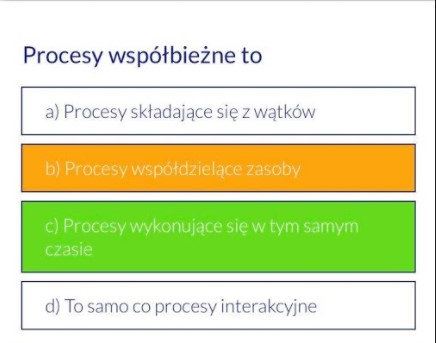 Procesy współbieżne to
a) Procesy składające się z wątków
b) Procesy współdzielące zasoby
c) Procesy wykonujące się w tym samym
czasie
d) To samo co procesy interakcyjne